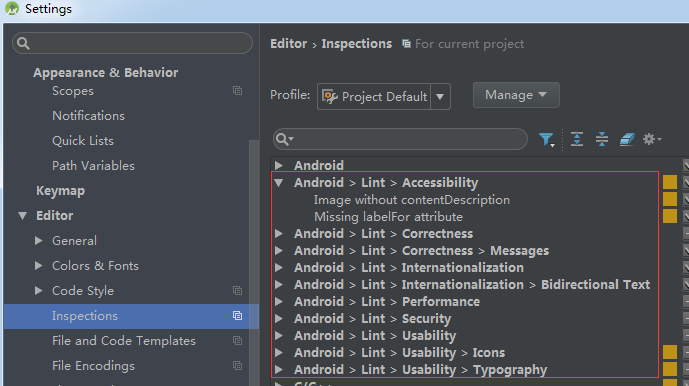 Settings
Appearance & Behavior
Scopes
Notifications
Quick Lists
Path Variables
Keymap
Editor
General
Colors & Fonts
Code Style
Inspections
File and Code Templates
File Encodings
Editor › Inspections For current project
Profile: Project Default Manage
Android
Android > Lint > Accessibility
Image without contentDescription
Missing labelFor attribute
Android > Lint > Correctness
Android > Lint > Correctness > Messages
Android > Lint > Internationalization
Android > Lint > Internationalization > Bidirectional Text
Android > Lint > Performance
Android > Lint > Security
Android > Lint > Usability
Android > Lint > Usability > Icons
Android > Lint > Usability > Typography